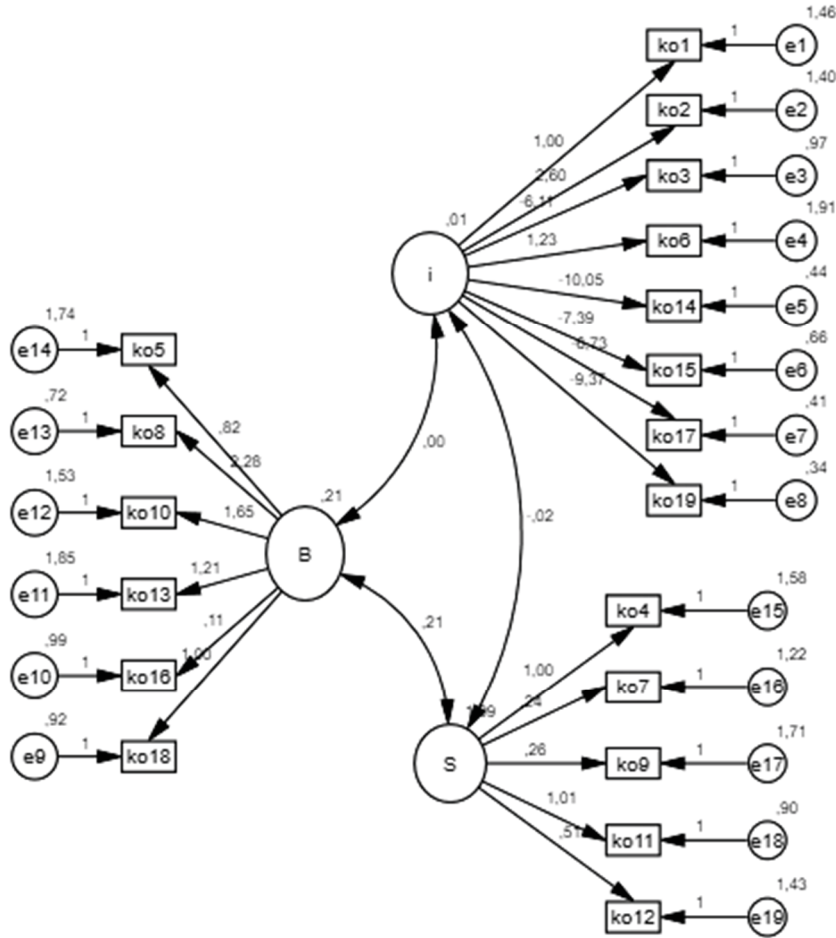 1,46
ko1 1 e1
1,40
ko2 1 e2
,97
ko3 1 e3
1,91
ko6 1 e4
,44
ko14 1 e5
,66
ko15 1 e6
,41
ko17 1 e7
,34
ko19 1 e8
1,00
2,60
-6,11
1,23
-10,05
-7,39
-9,37
,01
i
1,74
e14 1 ko5
,72
e13 1 ko8
1,53
e12 1 ko10
1,85
e11 1 ko13
,99
e10 1 ko16
,92
e9 1 ko18
,82
2,28
1,65
1,21
,11
1,00
,21
B
,00
-,02
,21
S
1,00
,24
,26
1,01
,51
1,58
ko4 1 e15
1,22
ko7 1 e16
1,71
ko9 1 e17
,90
ko11 1 e18
1,43
ko12 1 e19